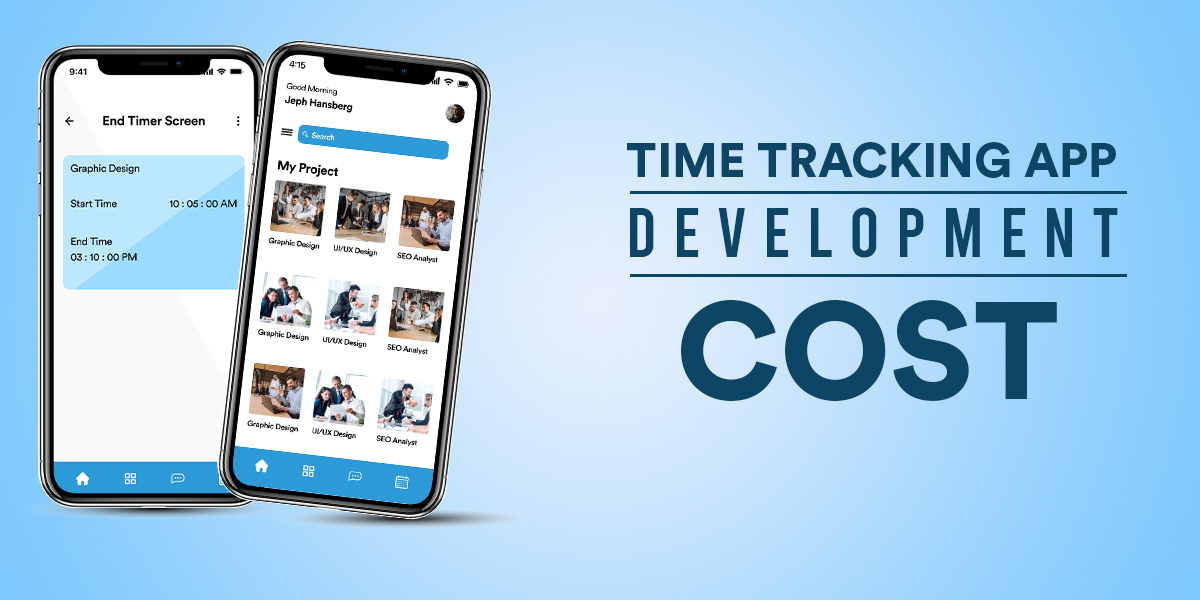 9:41
End Timer Screen
Graphic Design
Start Time 10 : 05 : 00 AM
End Time
03 : 10 : 00 PM
4:15
Good Morning
Jeph Hansberg
Search
My Project
Graphic Design UI/UX Design SEO Analyst
Graphic Design UI/UX Design SEO Analyst
Graphic Design UI/UX Design SEO Analyst
TIME TRACKING APP
DEVELOPMENT
COST